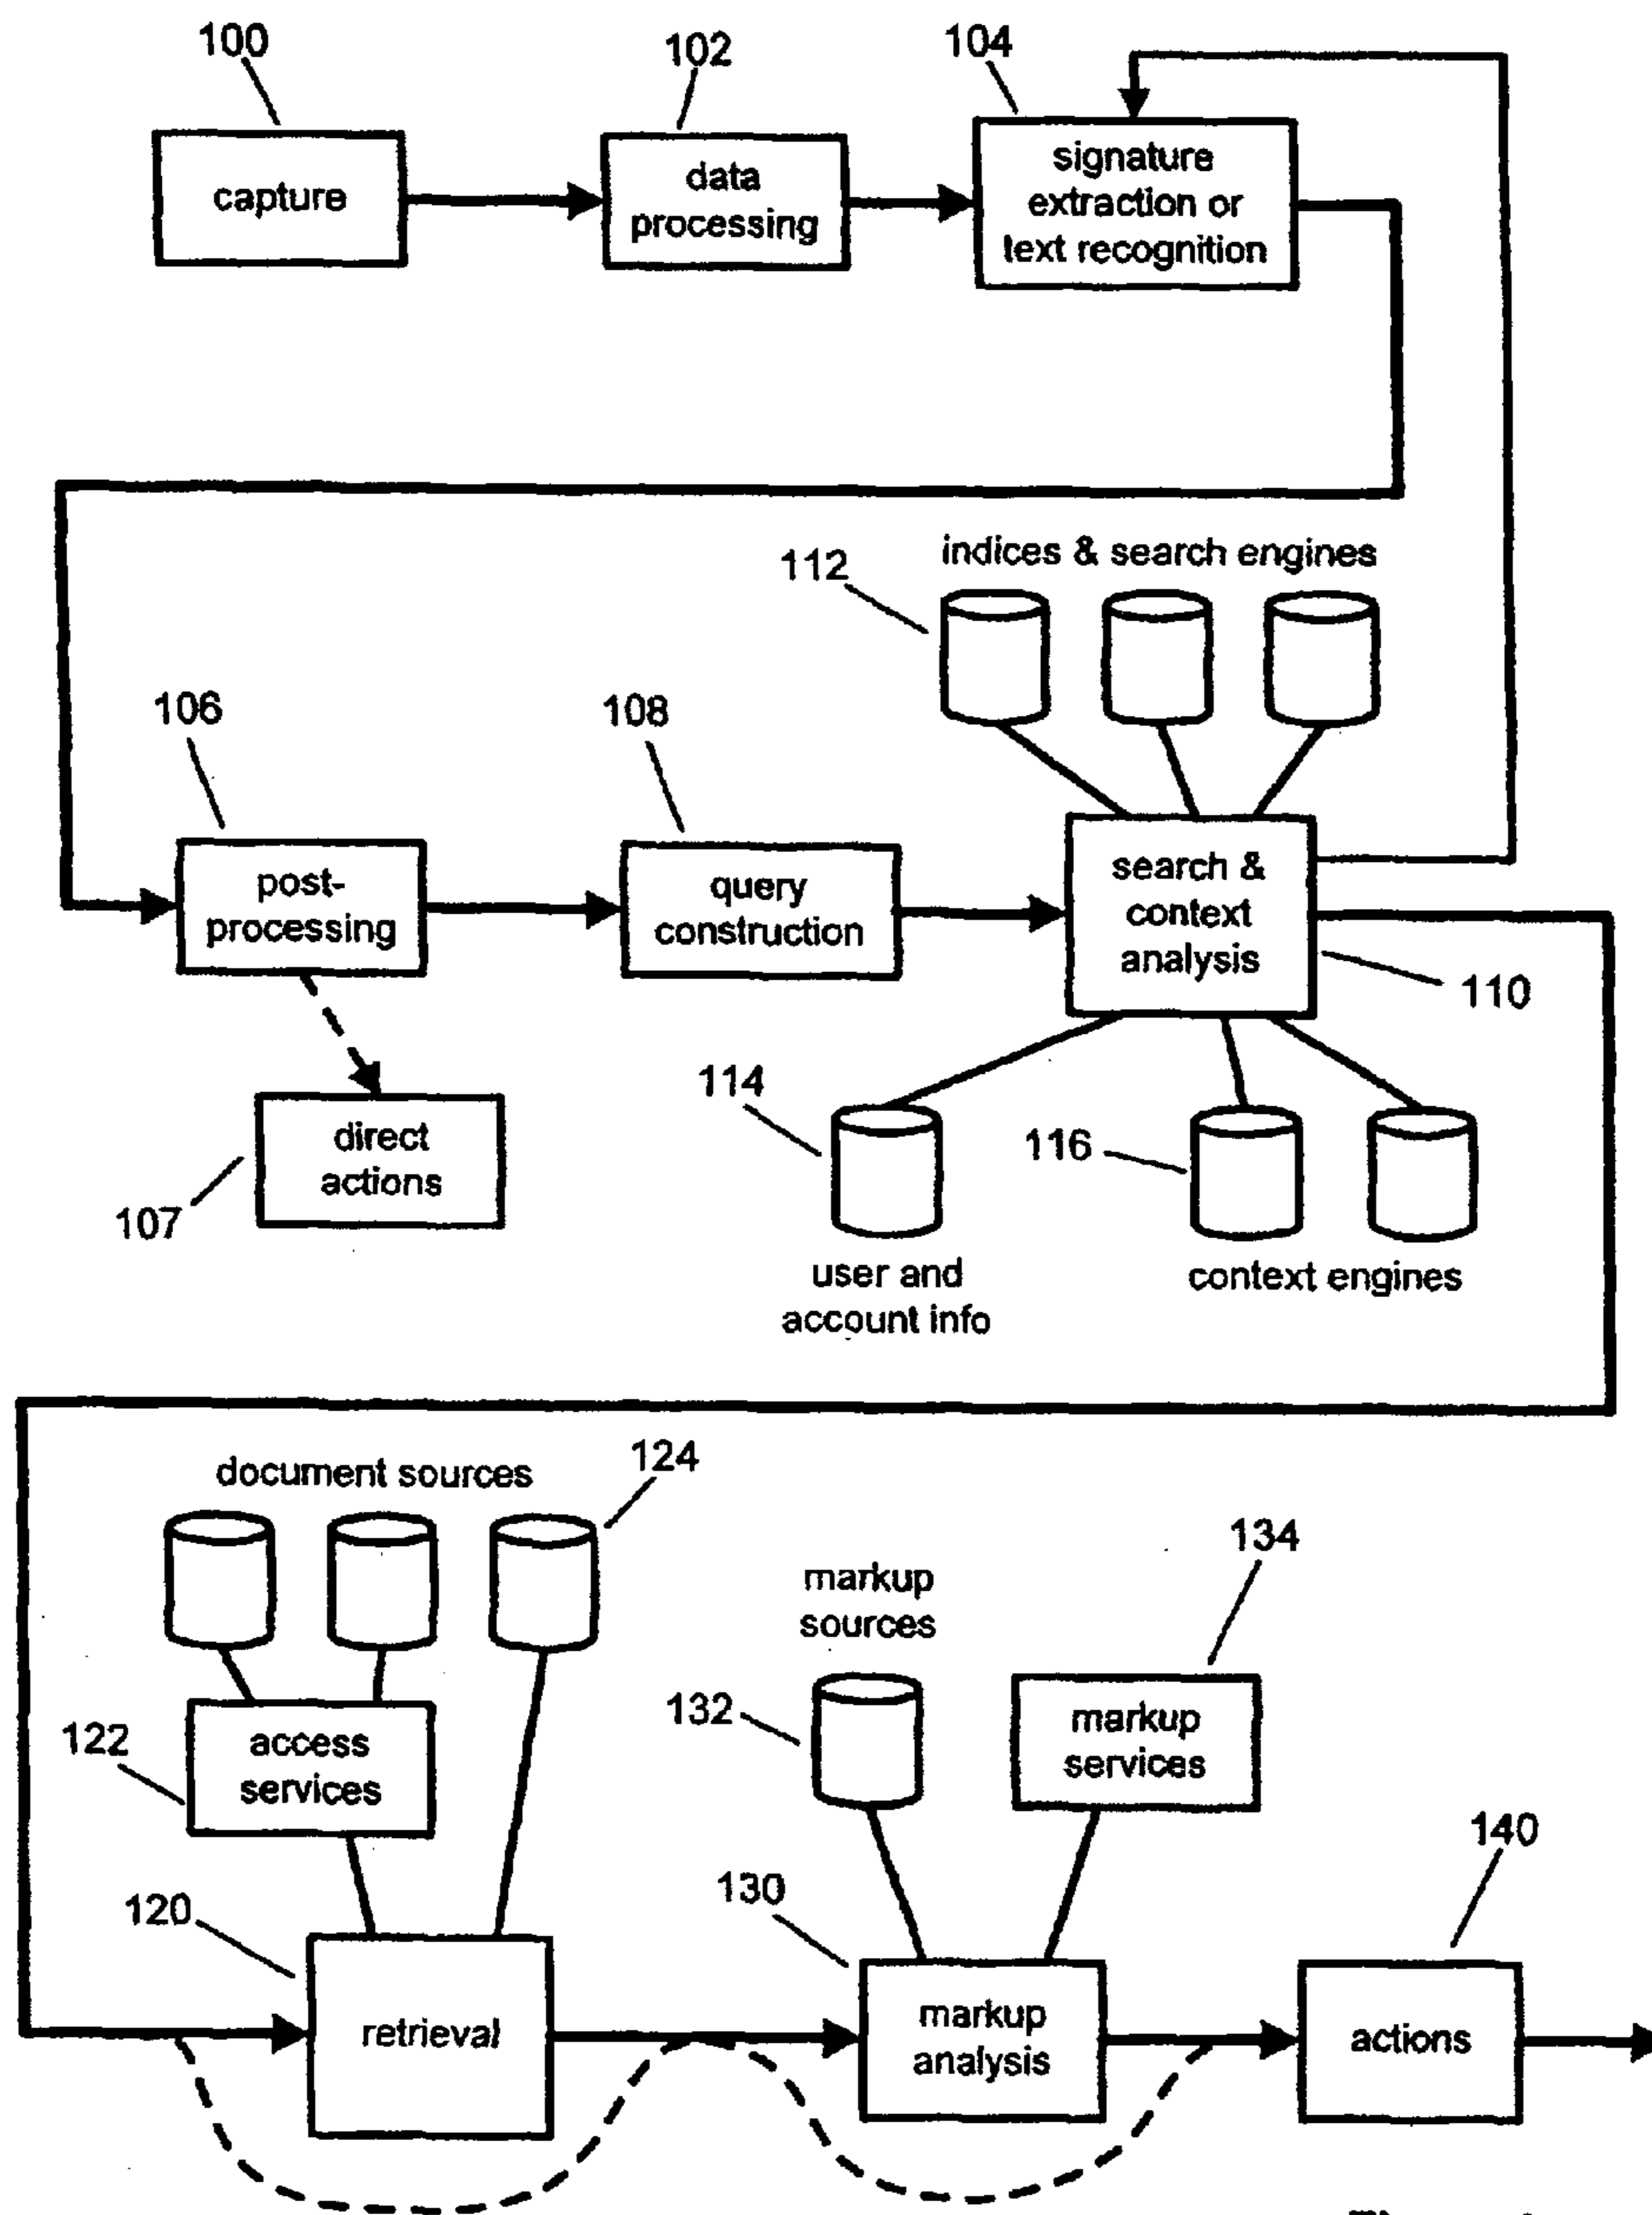 100
102
104
capture
data
processing
signature
extraction or
text recognition
112
indices & search engines
106
108
post-
processing
query
construction
search &
context
analysis
110
107
direct
actions
114
116
user and
account info
context engines
document sources
124
134
markup
sources
122
access
services
132
markup
services
120
130
140
retrieval
markup
analysis
actions